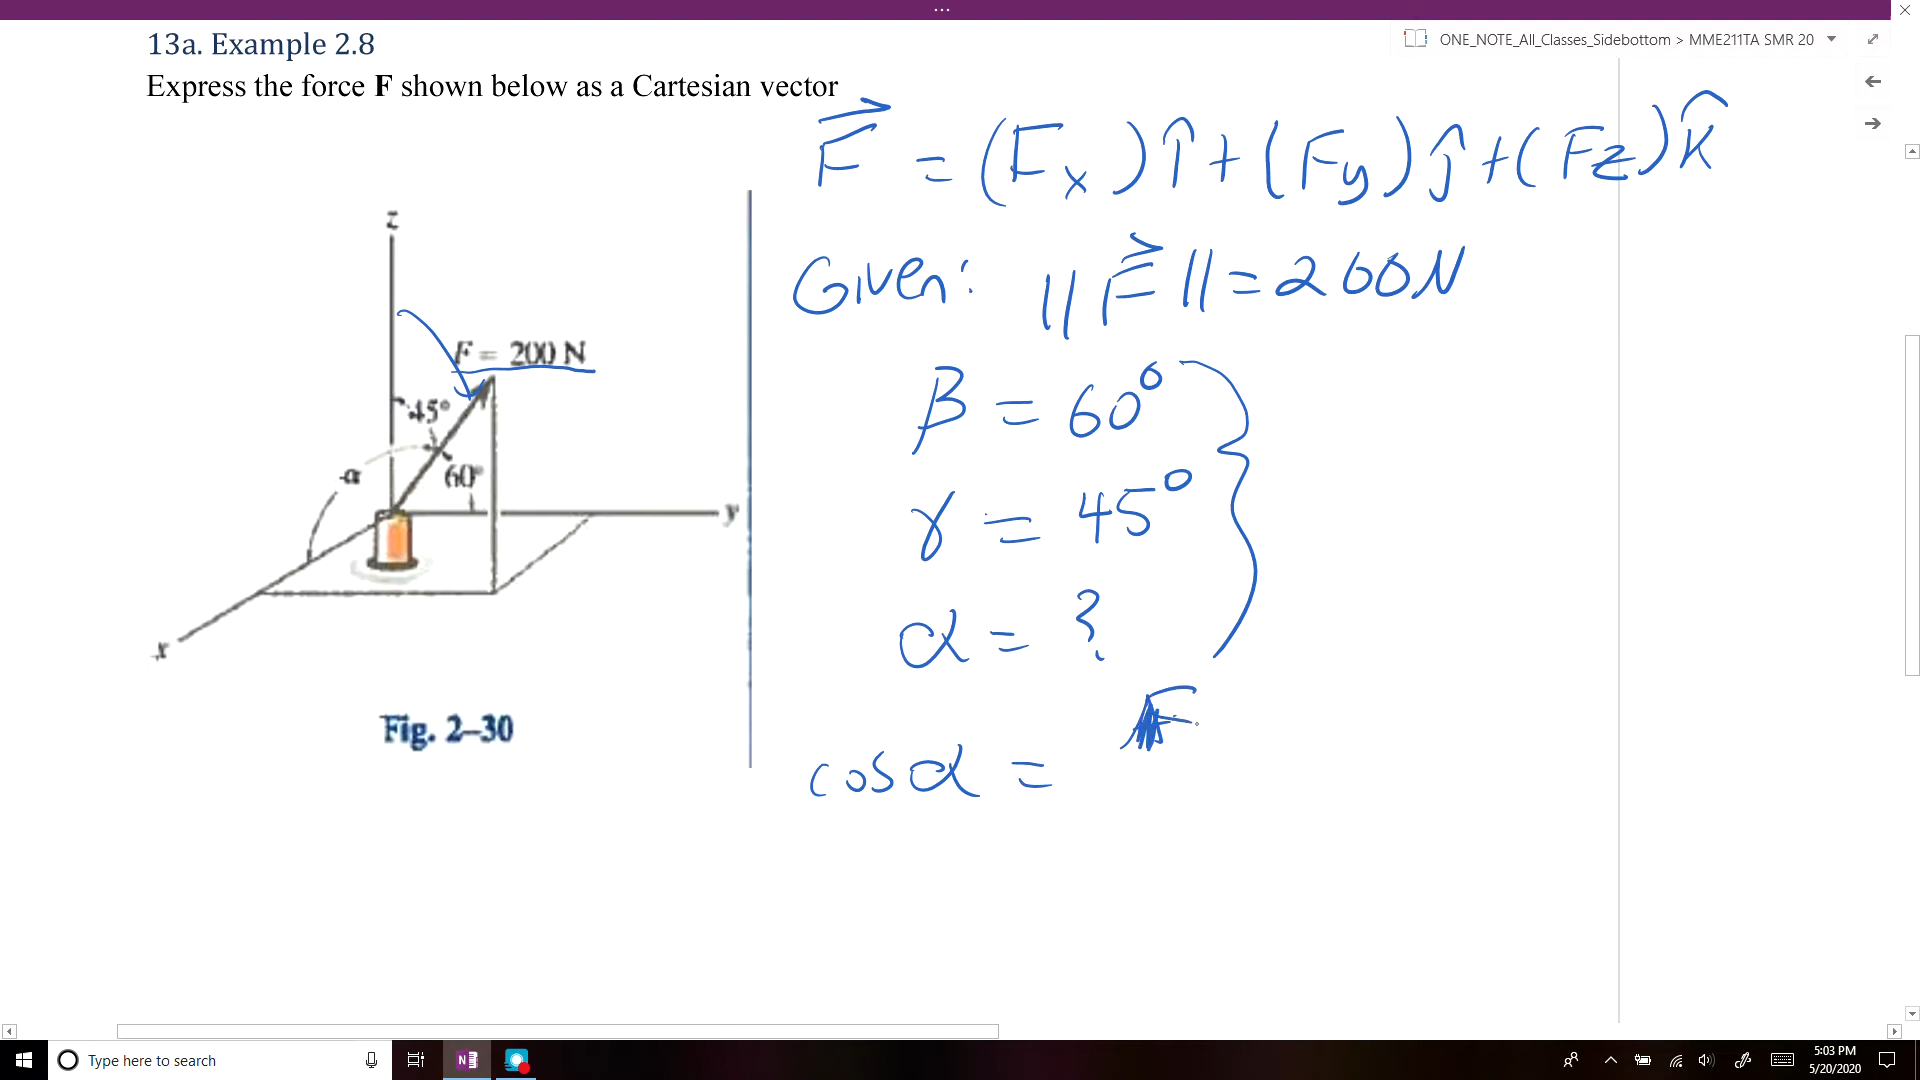 13a. Example 2.8
ONE_NOTE_All_Classes_Sidebottom > MME211TA SMR 20
Express the force F shown below as a Cartesian vector
F⃗ = (Fx) î + (Fy) ĵ + (Fz) k̂
Given: ||F⃗|| = 200N
z
F = 200 N
β = 60°
45°
α
60°
γ = 45°
y
α = ?
x
Fig. 2–30
F
cos α =
Type here to search
5:03 PM
5/20/2020